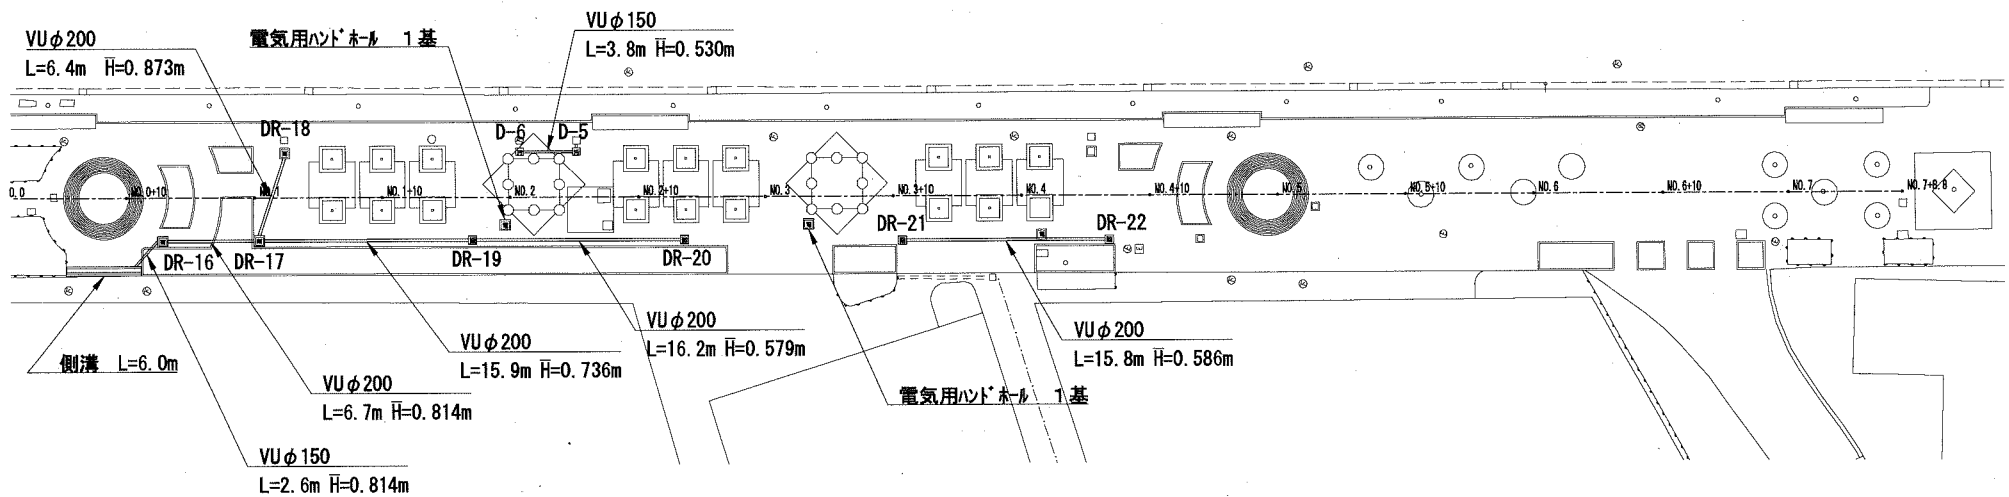 VUφ200
L=6.4m H̅=0.873m
電気用ハンドホール 1基
VUφ150
L=3.8m H̅=0.530m
DR-18
D-6
D-5
NO.0+10
NO.1
NO.1+10
NO.2
NO.2+10
NO.3
NO.3+10
NO.4
NO.4+10
NO.5
NO.5+10
NO.6
NO.6+10
NO.7
NO.7+8.8
DR-16
DR-17
DR-19
DR-20
DR-21
DR-22
側溝 L=6.0m
VUφ200
L=15.9m H̅=0.736m
VUφ200
L=16.2m H̅=0.579m
VUφ200
L=15.8m H̅=0.586m
VUφ200
L=6.7m H̅=0.814m
電気用ハンドホール 1基
VUφ150
L=2.6m H̅=0.814m